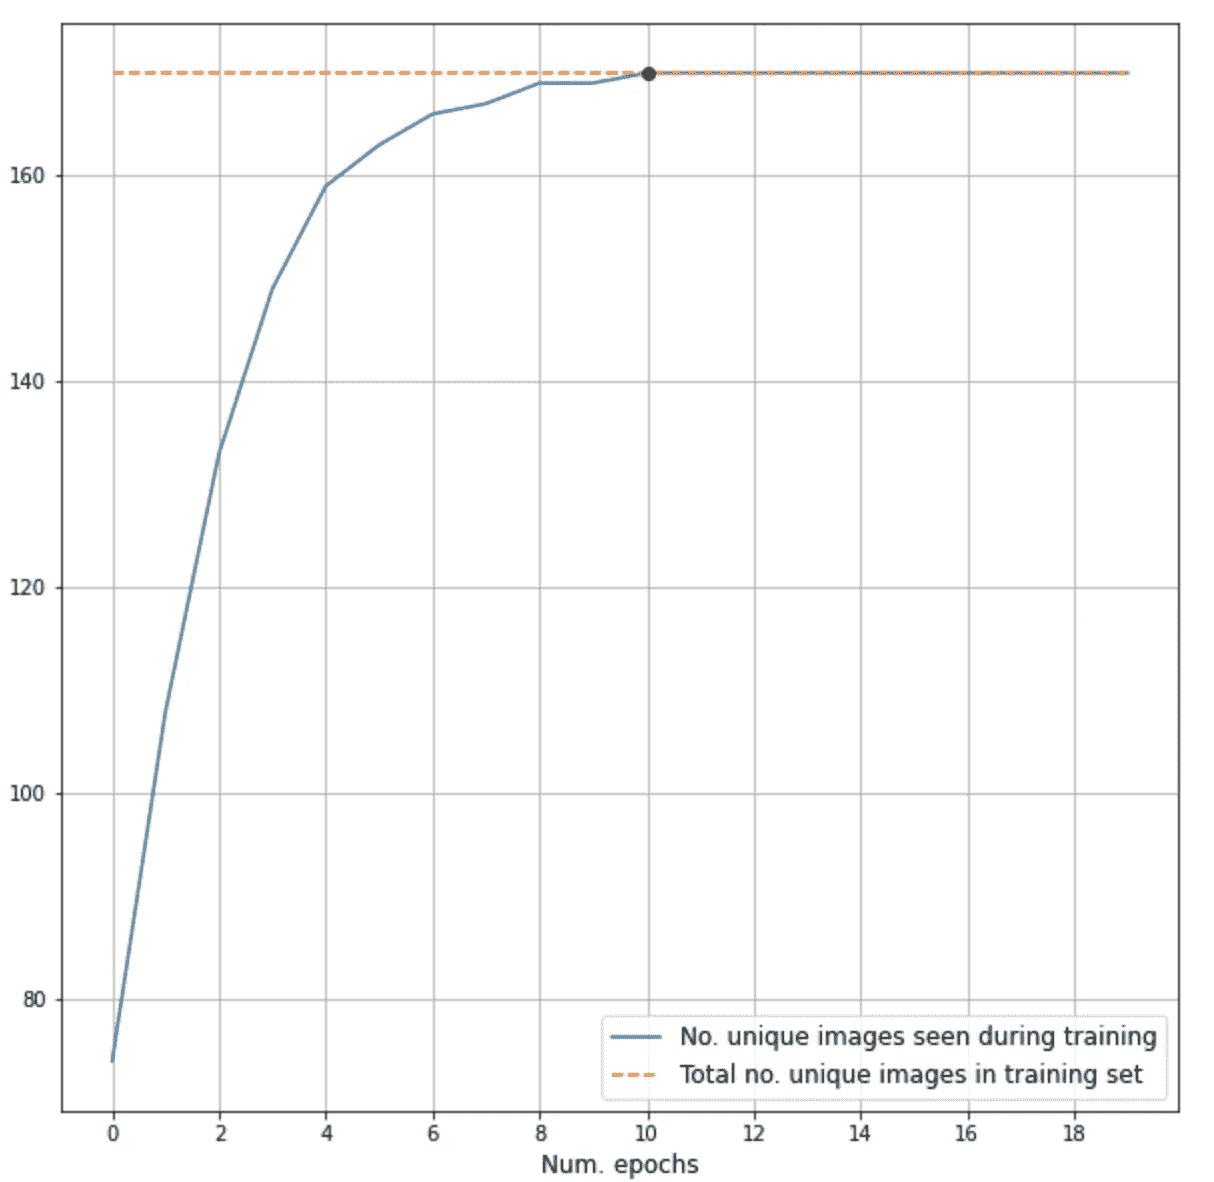 160
140
120
100
80
No. unique images seen during training
Total no. unique images in training set
0 2 4 6 8 10 12 14 16 18
Num. epochs